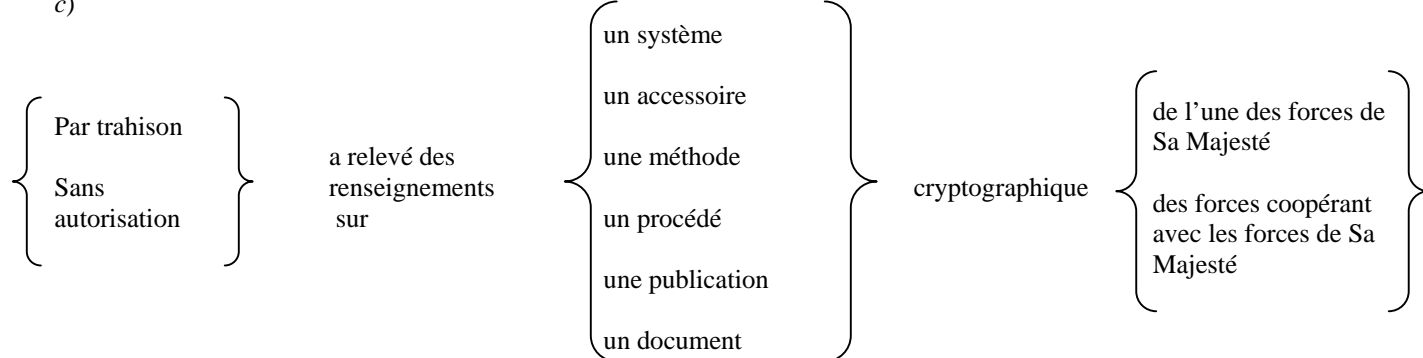 c)
Par trahison
Sans
autorisation
a relevé des
renseignements
sur
un système
un accessoire
une méthode
un procédé
une publication
un document
cryptographique
de l’une des forces de
Sa Majesté
des forces coopérant
avec les forces de Sa
Majesté